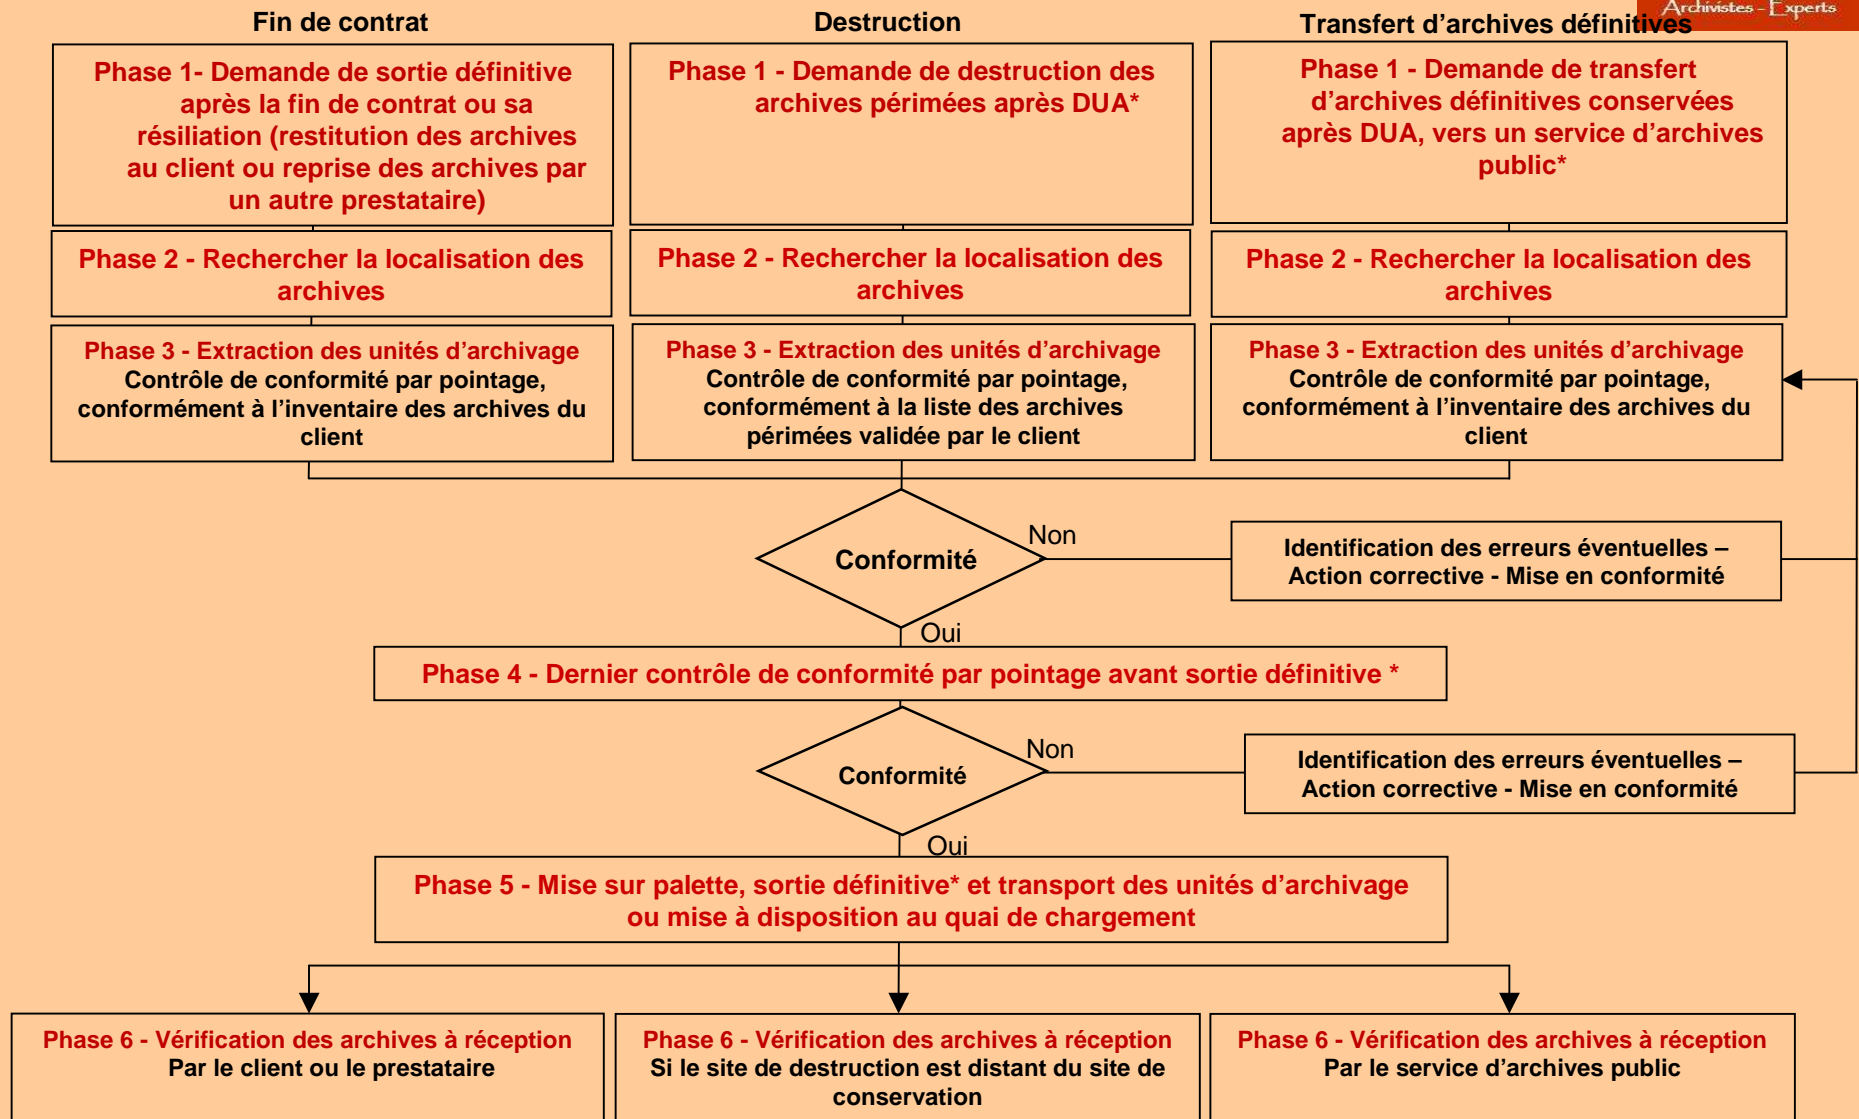 Archivistes - Experts
Fin de contrat
Destruction
Transfert d'archives définitives
Phase 1- Demande de sortie définitive
après la fin de contrat ou sa
résiliation (restitution des archives
au client ou reprise des archives par
un autre prestataire)
Phase 1 - Demande de destruction des
archives périmées après DUA*
Phase 1 - Demande de transfert
d'archives définitives conservées
après DUA, vers un service d'archives
public*
Phase 2 - Rechercher la localisation des
archives
Phase 2 - Rechercher la localisation des
archives
Phase 2 - Rechercher la localisation des
archives
Phase 3 - Extraction des unités d'archivage
Contrôle de conformité par pointage,
conformément à l'inventaire des archives du
client
Phase 3 - Extraction des unités d'archivage
Contrôle de conformité par pointage,
conformément à la liste des archives
périmées validée par le client
Phase 3 - Extraction des unités d'archivage
Contrôle de conformité par pointage,
conformément à l'inventaire des archives du
client
Conformité
Non
Identification des erreurs éventuelles –
Action corrective - Mise en conformité
Oui
Phase 4 - Dernier contrôle de conformité par pointage avant sortie définitive *
Conformité
Non
Identification des erreurs éventuelles –
Action corrective - Mise en conformité
Oui
Phase 5 - Mise sur palette, sortie définitive* et transport des unités d'archivage
ou mise à disposition au quai de chargement
Phase 6 - Vérification des archives à réception
Par le client ou le prestataire
Phase 6 - Vérification des archives à réception
Si le site de destruction est distant du site de
conservation
Phase 6 - Vérification des archives à réception
Par le service d'archives public